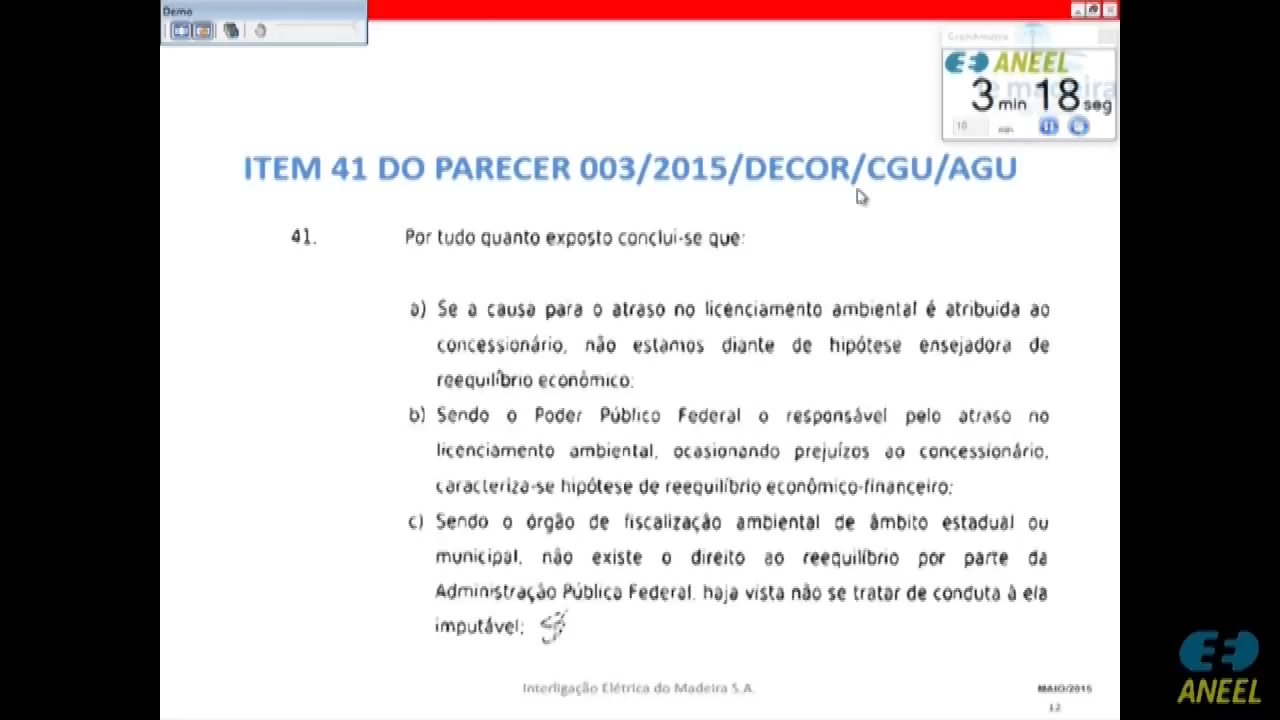 Demo
Cronômetro
ANEEL
3 min 18 seg
10 min
ITEM 41 DO PARECER 003/2015/DECOR/CGU/AGU
41. Por tudo quanto exposto conclui-se que:
a) Se a causa para o atraso no licenciamento ambiental é atribuida ao
concessionário, não estamos diante de hipótese ensejadora de
reequilíbrio econômico;
b) Sendo o Poder Público Federal o responsável pelo atraso no
licenciamento ambiental, ocasionando prejuízos ao concessionário,
caracteriza-se hipótese de reequilíbrio econômico-financeiro;
c) Sendo o órgão de fiscalização ambiental de âmbito estadual ou
municipal, não existe o direito ao reequilíbrio por parte da
Administração Pública Federal, haja vista não se tratar de conduta à ela
imputável;
Interligação Elétrica do Madeira S.A.
MAIO/2015
12
ANEEL